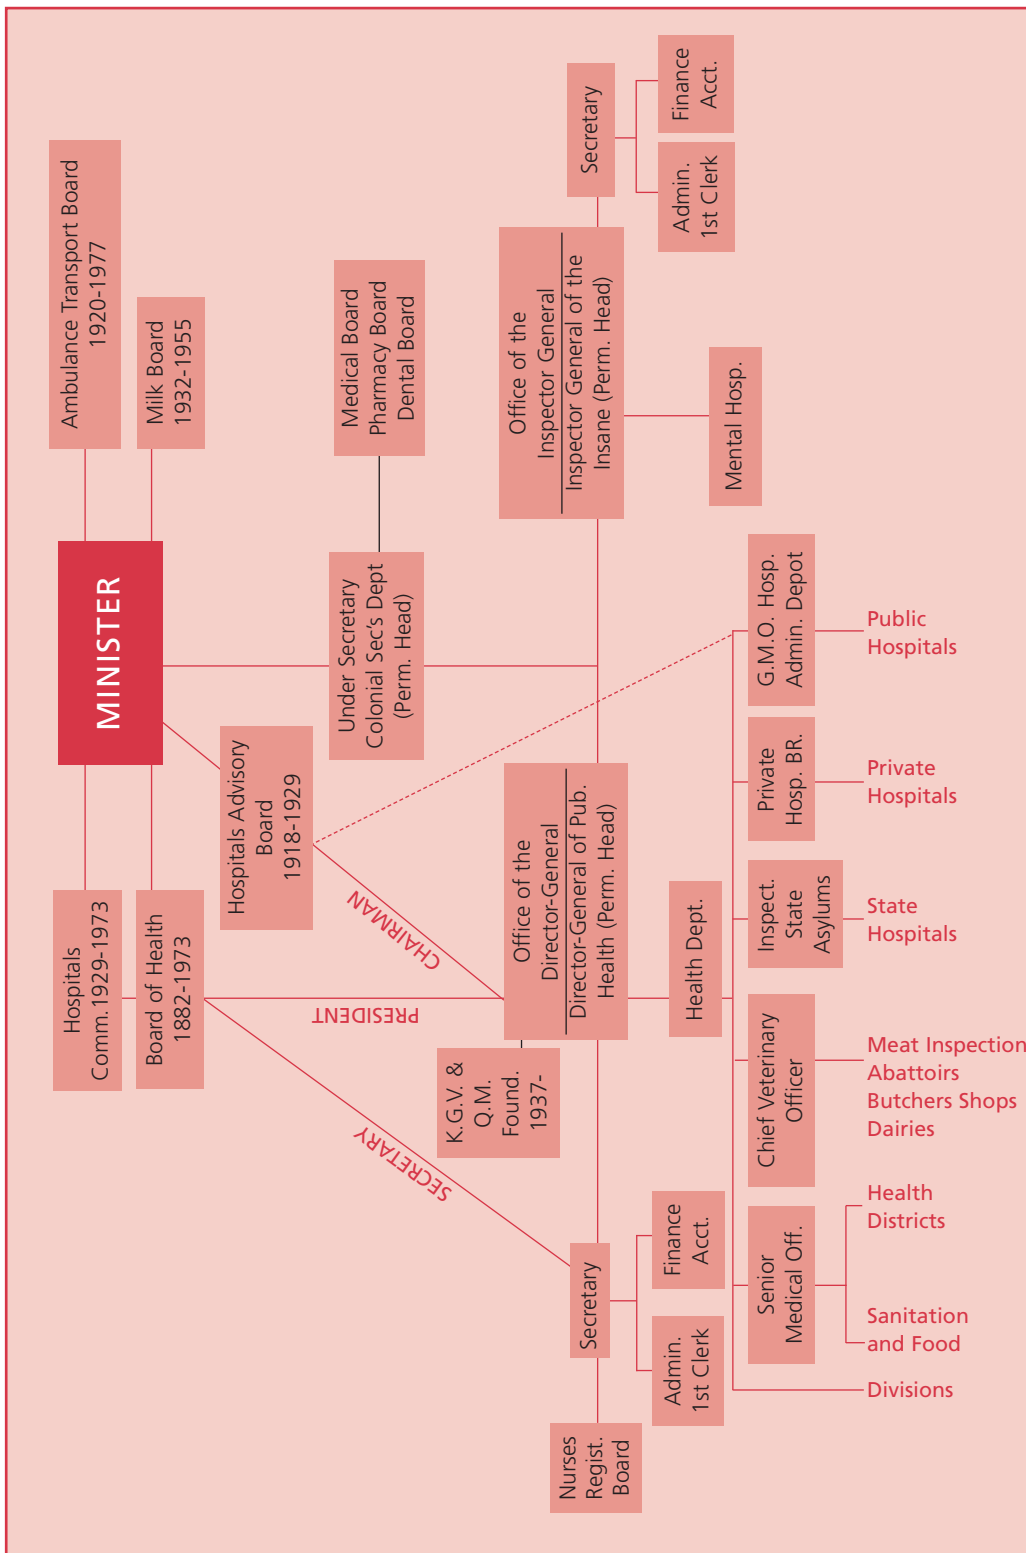 MINISTER
Hospitals
Comm.1929-1973
Board of Health
1882-1973
Ambulance Transport Board
1920-1977
Milk Board
1932-1955
Hospitals Advisory
Board
1918-1929
Under Secretary
Colonial Sec's Dept
(Perm. Head)
Medical Board
Pharmacy Board
Dental Board
SECRETARY
PRESIDENT
CHAIRMAN
K.G.V. &
Q.M.
Found.
1937-
Office of the
Director-General
Director-General of Pub.
Health (Perm. Head)
Office of the
Inspector General
Inspector General of the
Insane (Perm. Head)
Nurses
Regist.
Board
Secretary
Admin.
1st Clerk
Finance
Acct.
Secretary
Admin.
1st Clerk
Finance
Acct.
Mental Hosp.
Health Dept.
Senior
Medical Off.
Chief Veterinary
Officer
Inspect.
State
Asylums
Private
Hosp. BR.
G.M.O. Hosp.
Admin. Depot
Divisions
Sanitation
and Food
Health
Districts
Meat Inspection
Abattoirs
Butchers Shops
Dairies
State
Hospitals
Private
Hospitals
Public
Hospitals